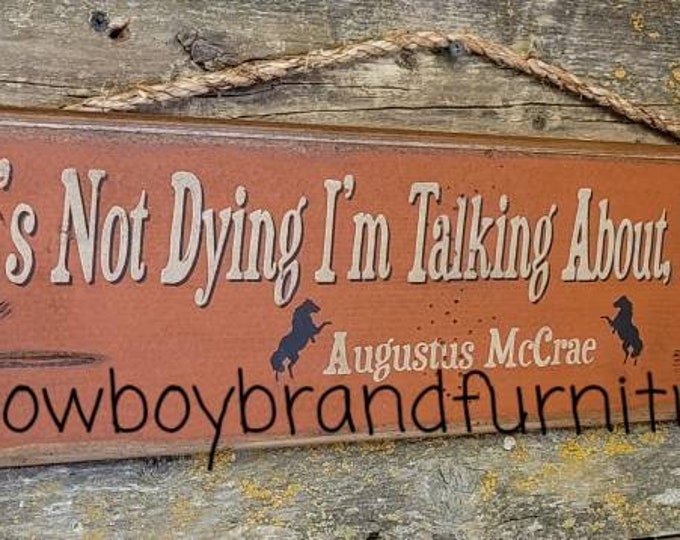 's Not Dying I'm Talking About,
Augustus McCrae
owboybrandfurnit